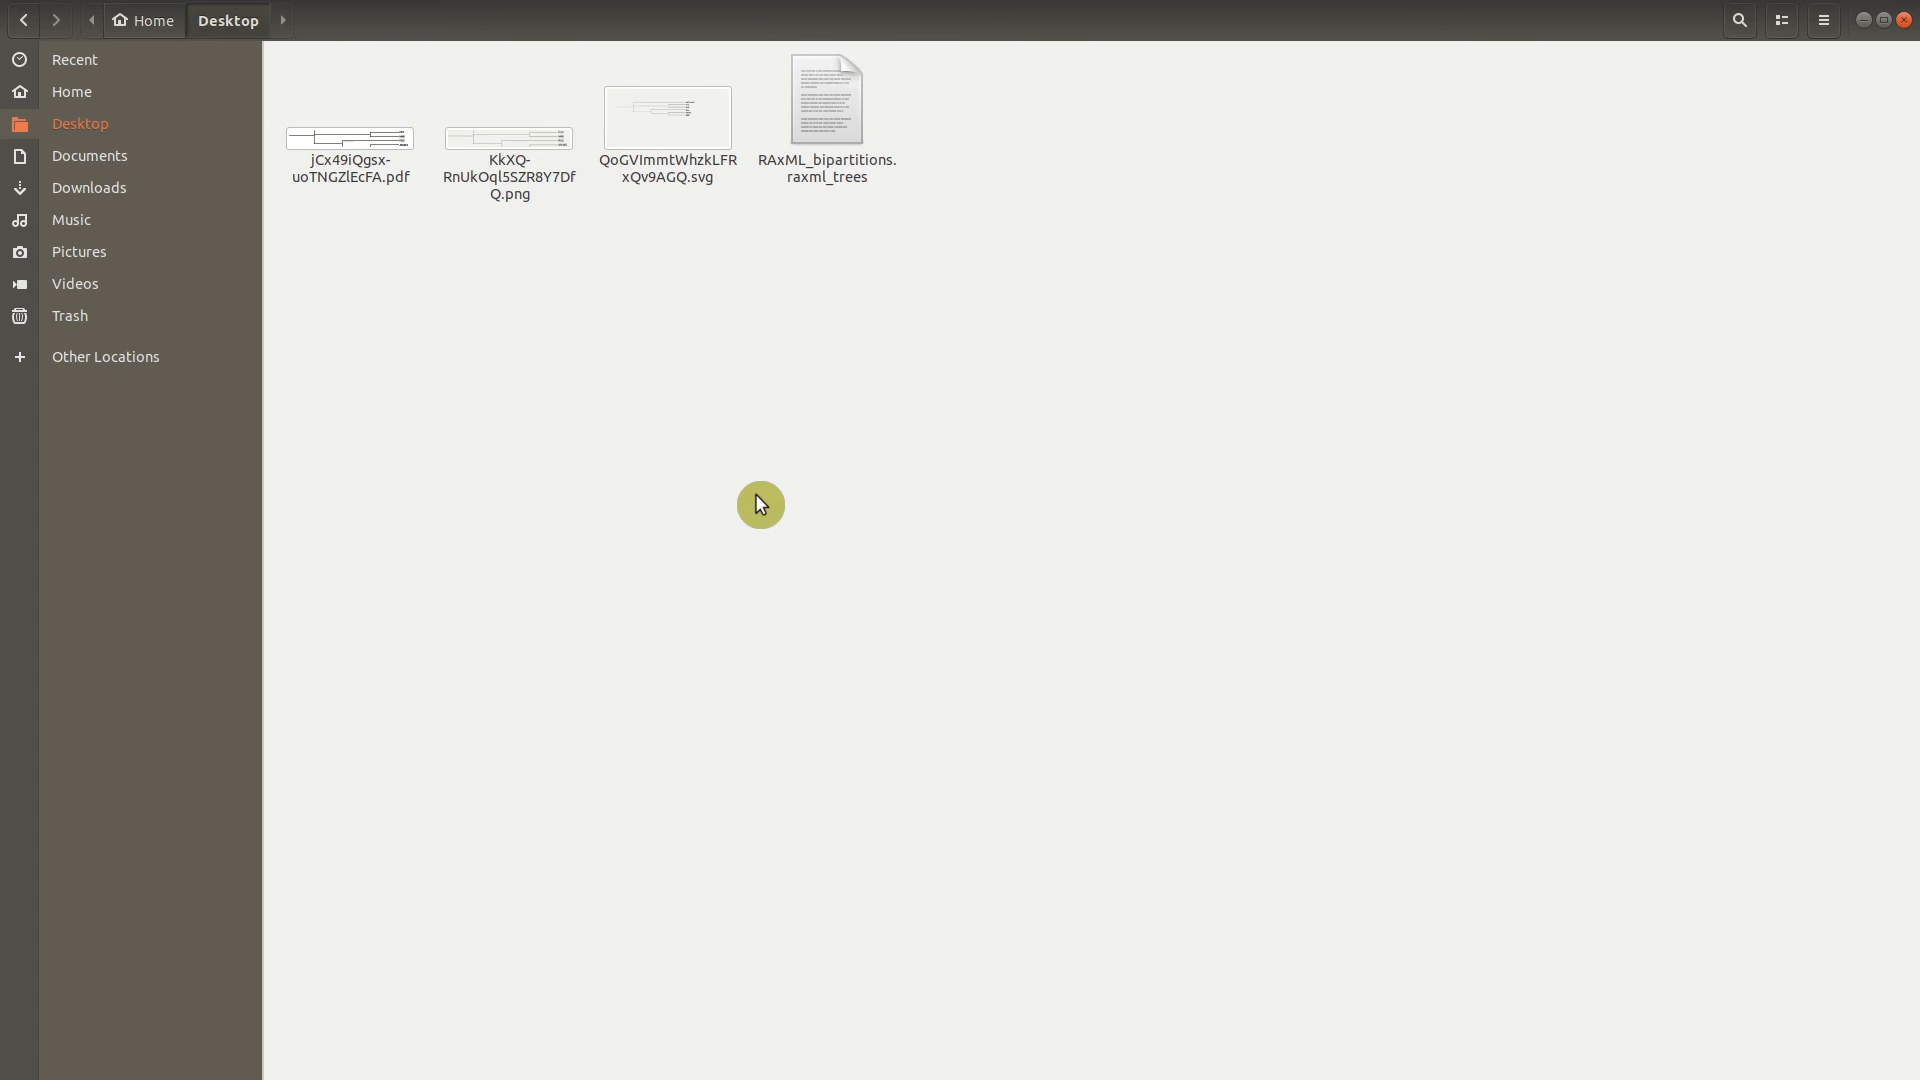 Home
Desktop
Recent
Home
Desktop
Documents
Downloads
Music
Pictures
Videos
Trash
Other Locations
jCx49iQgsx-
uoTNGZlEcFA.pdf
KkXQ-
RnUkOql5SZR8Y7Df
Q.png
QoGVImmtWhzkLFR
xQv9AGQ.svg
RAxML_bipartitions.
raxml_trees